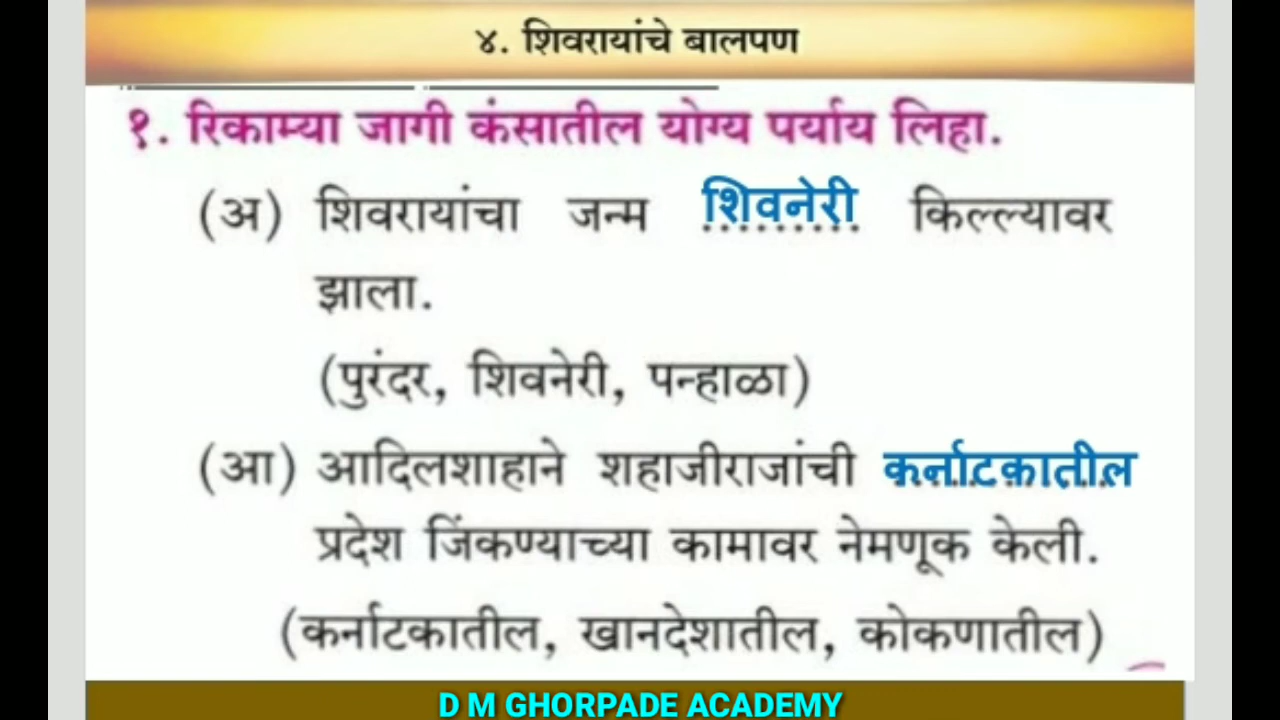 ४. शिवरायांचे बालपण
१. रिकाम्या जागी कंसातील योग्य पर्याय लिहा.
(अ) शिवरायांचा जन्म शिवनेरी किल्ल्यावर
झाला.
(पुरंदर, शिवनेरी, पन्हाळा)
(आ) आदिलशाहाने शहाजीराजांची कर्नाटकातील
प्रदेश जिंकण्याच्या कामावर नेमणूक केली.
(कर्नाटकातील, खानदेशातील, कोकणातील)
D M GHORPADE ACADEMY